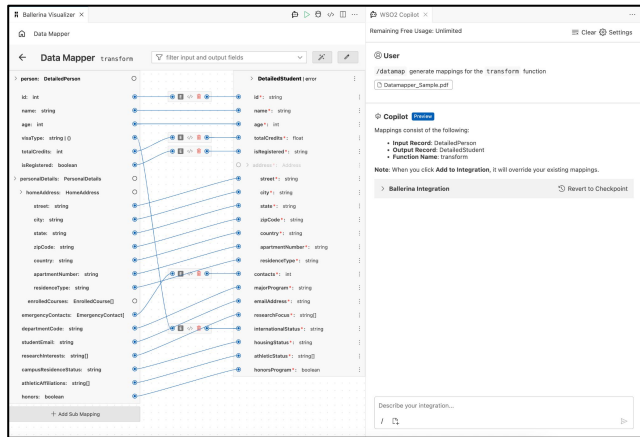 Ballerina Visualizer
Data Mapper
Data Mapper transform
filter input and output fields
person: DetailedPerson
id: int
name: string
age: int
visaType: string|()
totalCredits: int
isRegistered: boolean
personalDetails: PersonalDetails
homeAddress: HomeAddress
street: string
city: string
state: string
zipCode: string
country: string
apartmentNumber: string
residenceType: string
enrolledCourses: EnrolledCourse[]
emergencyContacts: EmergencyContact[]
departmentCode: string
studentEmail: string
researchInterests: string[]
campusResidenceStatus: string
athleticAffiliations: string[]
honors: boolean
+ Add Sub Mapping
DetailedStudent|error
id*: string
name*: string
age*: int
totalCredits*: float
isRegistered*: string
address*: Address
street*: string
city*: string
state*: string
zipCode*: string
country*: string
apartmentNumber*: string
residenceType*: string
contacts*: int
majorProgram*: string
emailAddress*: string
researchFocus*: string[]
internationalStatus*: string
housingStatus*: string
athleticStatus*: string[]
honorsProgram*: boolean
WSO2 Copilot
Remaining Free Usage: Unlimited
Clear
Settings
User
/datamap generate mappings for the transform function
Datamapper_Sample.pdf
Copilot Preview
Mappings consist of the following:
• Input Record: DetailedPerson
• Output Record: DetailedStudent
• Function Name: transform
Note: When you click Add to Integration, it will override your existing mappings.
Ballerina Integration
Revert to Checkpoint
Describe your integration...
/